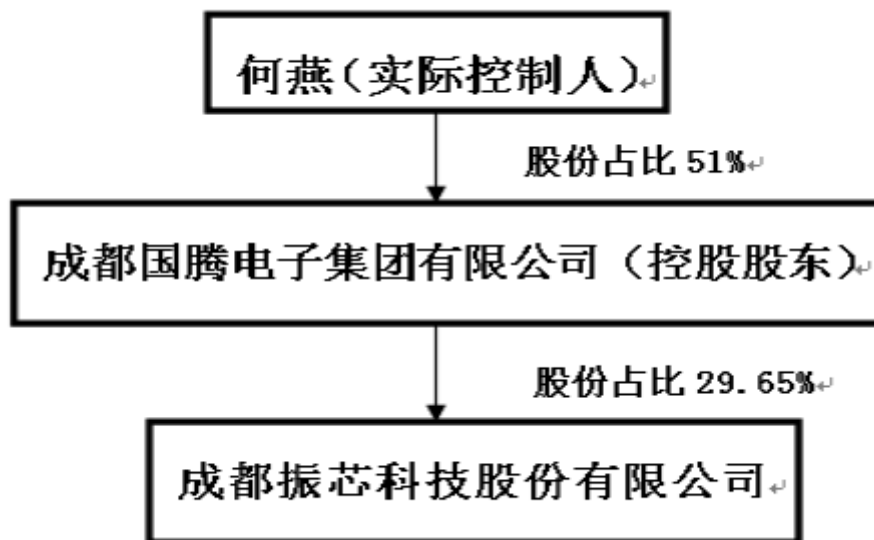 何燕（实际控制人）
股份占比 51%
成都国腾电子集团有限公司（控股股东）
股份占比 29.65%
成都振芯科技股份有限公司